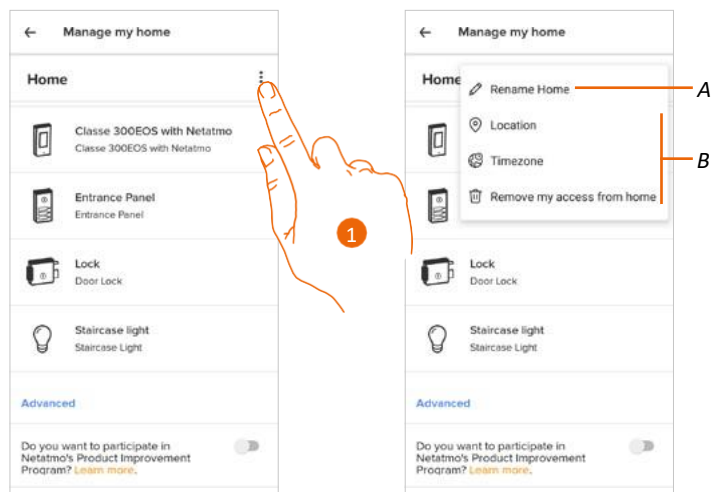 Manage my home
Home
Classe 300EOS with Netatmo
Classe 300EOS with Netatmo
Entrance Panel
Entrance Panel
Lock
Door Lock
Staircase light
Staircase Light
Advanced
Do you want to participate in
Netatmo's Product Improvement
Program? Learn more.
1
Manage my home
Home
Rename Home
A
Location
Timezone
B
Remove my access from home
Lock
Door Lock
Staircase light
Staircase Light
Advanced
Do you want to participate in
Netatmo's Product Improvement
Program? Learn more.